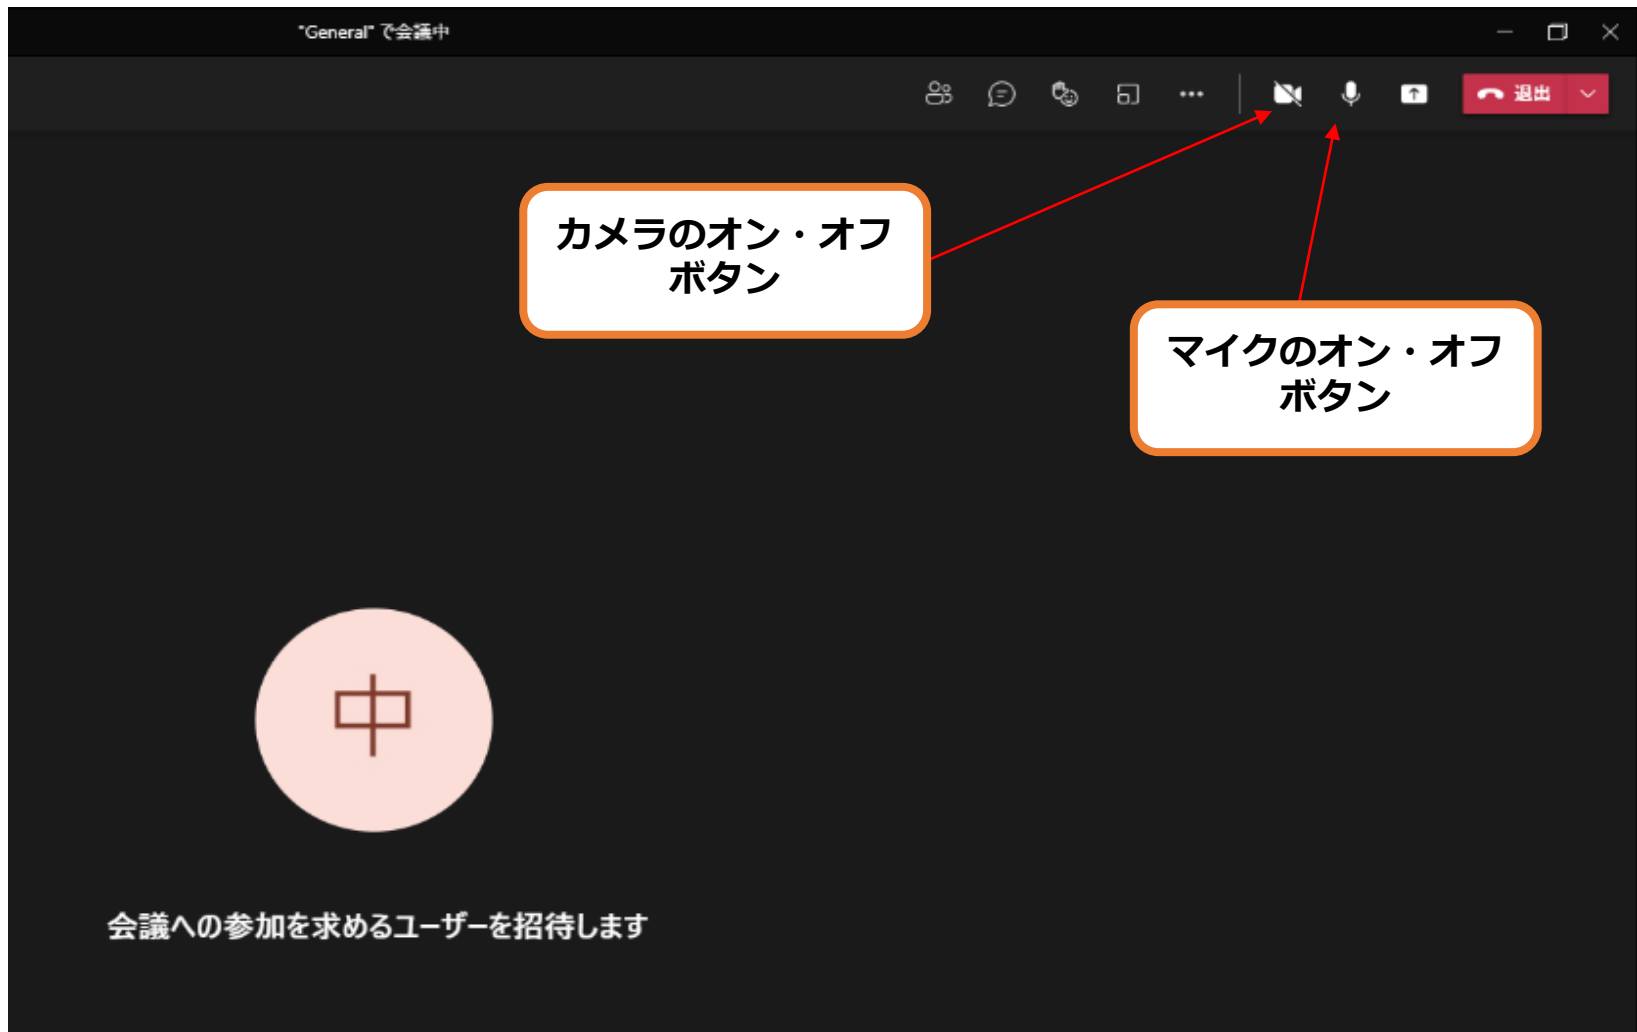 "General" で会議中
退出
カメラのオン・オフ
ボタン
マイクのオン・オフ
ボタン
中
会議への参加を求めるユーザーを招待します